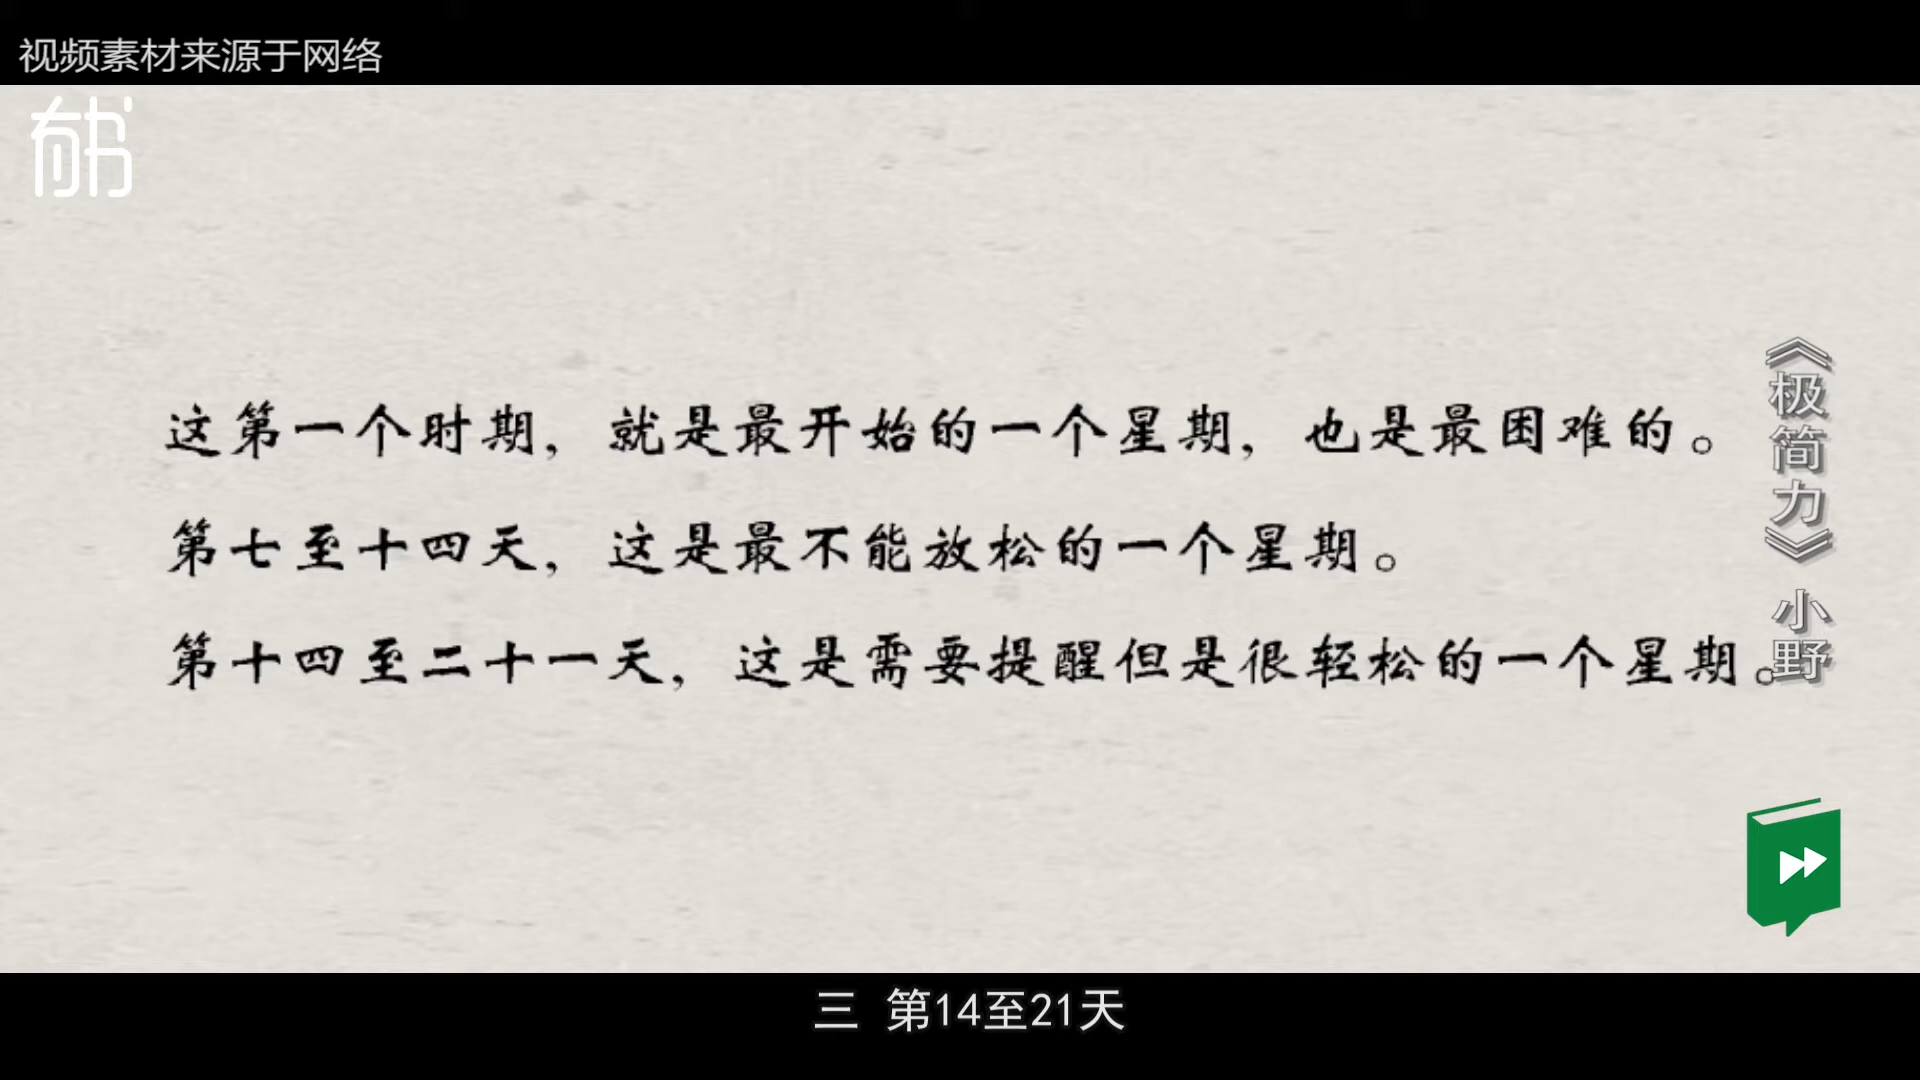 视频素材来源于网络
有书
这第一个时期，就是最开始的一个星期，也是最困难的。
第七至十四天，这是最不能放松的一个星期。
第十四至二十一天，这是需要提醒但是很轻松的一个星期。
《极简力》 小野
三 第14至21天